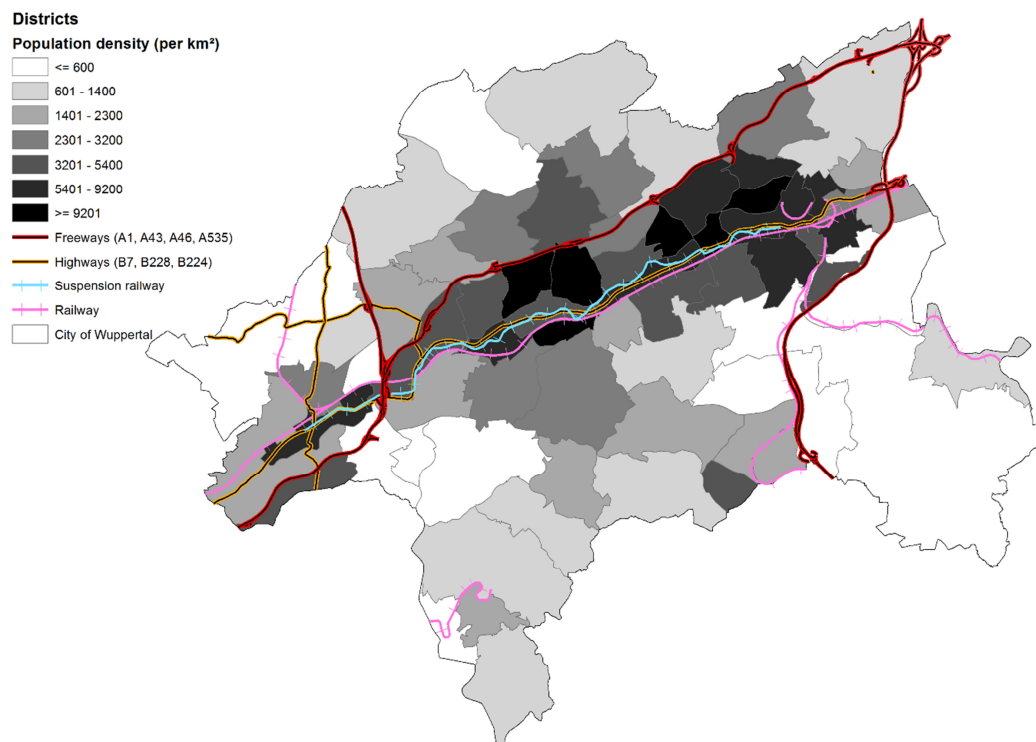 Districts
Population density (per km²)
<= 600
601 - 1400
1401 - 2300
2301 - 3200
3201 - 5400
5401 - 9200
>= 9201
Freeways (A1, A43, A46, A535)
Highways (B7, B228, B224)
Suspension railway
Railway
City of Wuppertal